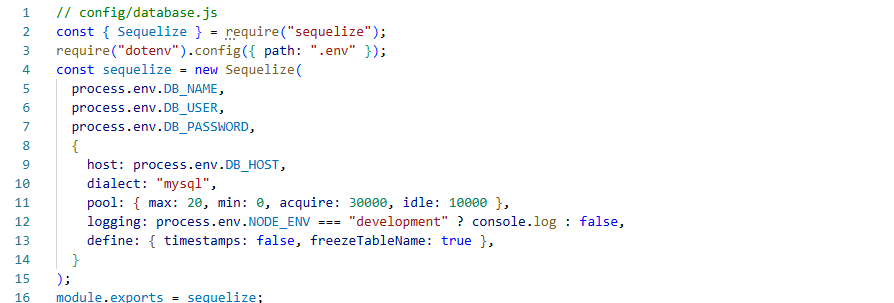 1 // config/database.js
2 const { Sequelize } = require("sequelize");
3 require("dotenv").config({ path: ".env" });
4 const sequelize = new Sequelize(
5   process.env.DB_NAME,
6   process.env.DB_USER,
7   process.env.DB_PASSWORD,
8   {
9     host: process.env.DB_HOST,
10     dialect: "mysql",
11     pool: { max: 20, min: 0, acquire: 30000, idle: 10000 },
12     logging: process.env.NODE_ENV === "development" ? console.log : false,
13     define: { timestamps: false, freezeTableName: true },
14   }
15 );
16 module.exports = sequelize;